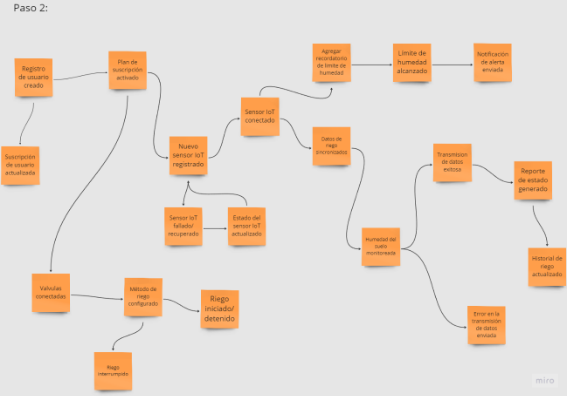 Paso 2:
Registro
de usuario
creado
Plan de
suscripción
activado
Agregar
recordatorio
de límite de
humedad
Límite de
humedad
alcanzado
Notificación
de alerta
enviada
Suscripción
de usuario
actualizada
Nuevo
sensor IoT
registrado
Sensor IoT
conectado
Datos de
riego
sincronizados
Transmision
de datos
exitosa
Reporte
de estado
generado
Sensor IoT
fallado/
recuperado
Estado del
sensor IoT
actualizado
Humedad del
suelo
monitoreada
Historial de
riego
actualizado
Valvulas
conectadas
Método de
riego
configurado
Riego
iniciado/
detenido
Error en la
transmisión
de datos
enviada
Riego
interrumpido
miro